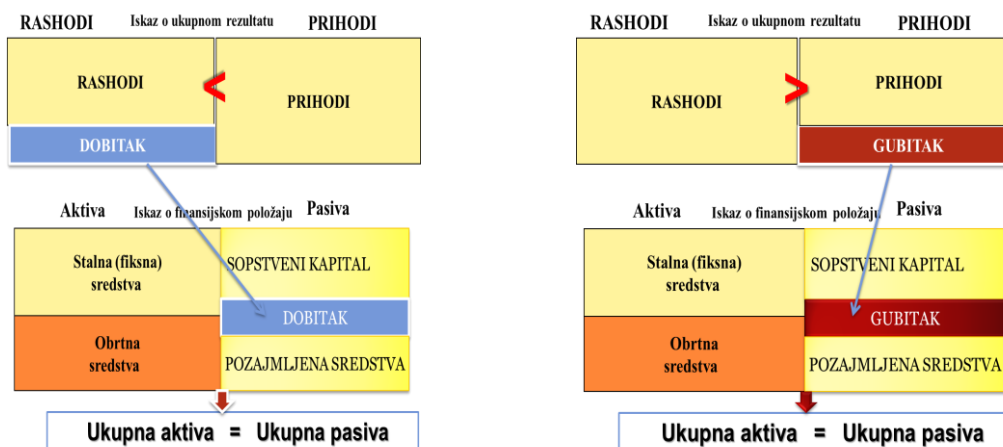 RASHODI Iskaz o ukupnom rezultatu PRIHODI
RASHODI
<
PRIHODI
DOBITAK
Aktiva Iskaz o finansijskom položaju Pasiva
Stalna (fiksna)
sredstva
SOPSTVENI KAPITAL
DOBITAK
Obrtna
sredstva
POZAJMLJENA SREDSTVA
Ukupna aktiva = Ukupna pasiva
RASHODI Iskaz o ukupnom rezultatu PRIHODI
RASHODI
>
PRIHODI
GUBITAK
Aktiva Iskaz o finansijskom položaju Pasiva
Stalna (fiksna)
sredstva
SOPSTVENI KAPITAL
GUBITAK
Obrtna
sredstva
POZAJMLJENA SREDSTVA
Ukupna aktiva = Ukupna pasiva